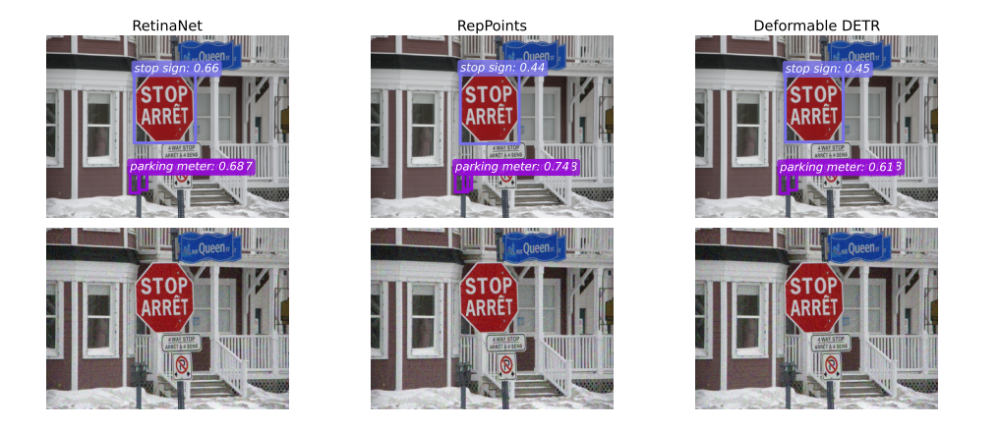 RetinaNet
RepPoints
Deformable DETR
Queen
stop sign: 0.66
STOP
ARRÊT
4 WAY STOP
ARRÊT À 4 SENS
parking meter: 0.687
Queen
stop sign: 0.44
STOP
ARRÊT
4 WAY STOP
ARRÊT À 4 SENS
parking meter: 0.74
Queen
stop sign: 0.45
STOP
ARRÊT
4 WAY STOP
ARRÊT À 4 SENS
parking meter: 0.61
Queen
STOP
ARRÊT
4 WAY STOP
ARRÊT À 4 SENS
Queen
STOP
ARRÊT
4 WAY STOP
ARRÊT À 4 SENS
Queen
STOP
ARRÊT
4 WAY STOP
ARRÊT À 4 SENS